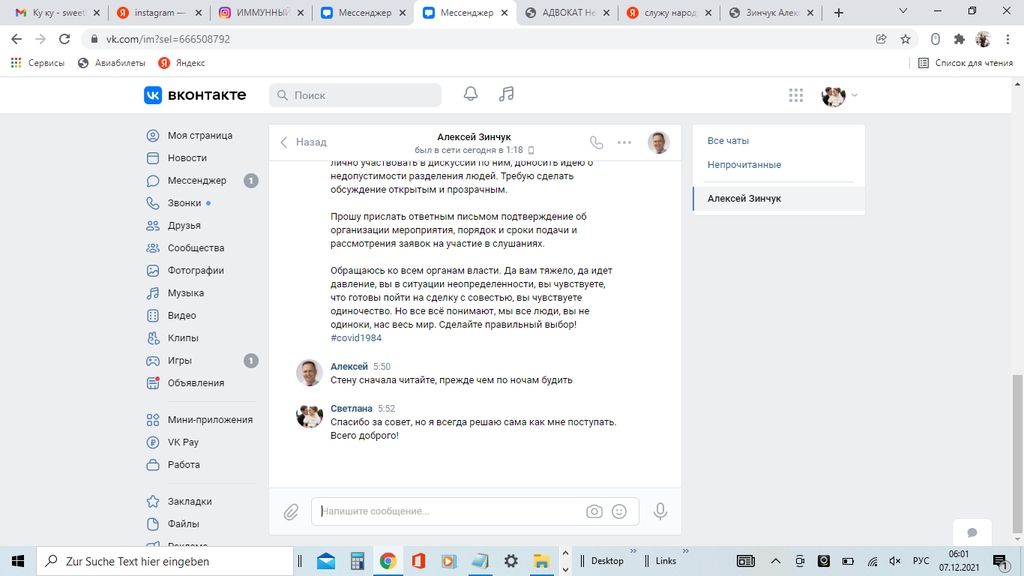 Ку ку - sweet
instagram —
ИММУННЫЙ
Мессенджер
Мессенджер
АДВОКАТ Не
служу народ
Зинчук Алек
vk.com/im?sel=666508792
Сервисы
Авиабилеты
Яндекс
Список для чтения
вконтакте
Поиск
Моя страница
Новости
Мессенджер 1
Звонки
Друзья
Сообщества
Фотографии
Музыка
Видео
Клипы
Игры 1
Объявления
Мини-приложения
VK Pay
Работа
Закладки
Файлы
Реклама
Назад
Алексей Зинчук
был в сети сегодня в 1:18
лично участвовать в дискуссии по ним, доносить идею о
недопустимости разделения людей. Требую сделать
обсуждение открытым и прозрачным.
Прошу прислать ответным письмом подтверждение об
организации мероприятия, порядок и сроки подачи и
рассмотрения заявок на участие в слушаниях.
Обращаюсь ко всем органам власти. Да вам тяжело, да идет
давление, вы в ситуации неопределенности, вы чувствуете,
что готовы пойти на сделку с совестью, вы чувствуете
одиночество. Но все всё понимают, мы все люди, вы не
одиноки, нас весь мир. Сделайте правильный выбор!
#covid1984
Алексей 5:50
Стену сначала читайте, прежде чем по ночам будить
Светлана 5:52
Спасибо за совет, но я всегда решаю сама как мне поступать.
Всего доброго!
Напишите сообщение...
Все чаты
Непрочитанные
Алексей Зинчук
Zur Suche Text hier eingeben
Desktop
Links
РУС
06:01
07.12.2021
1